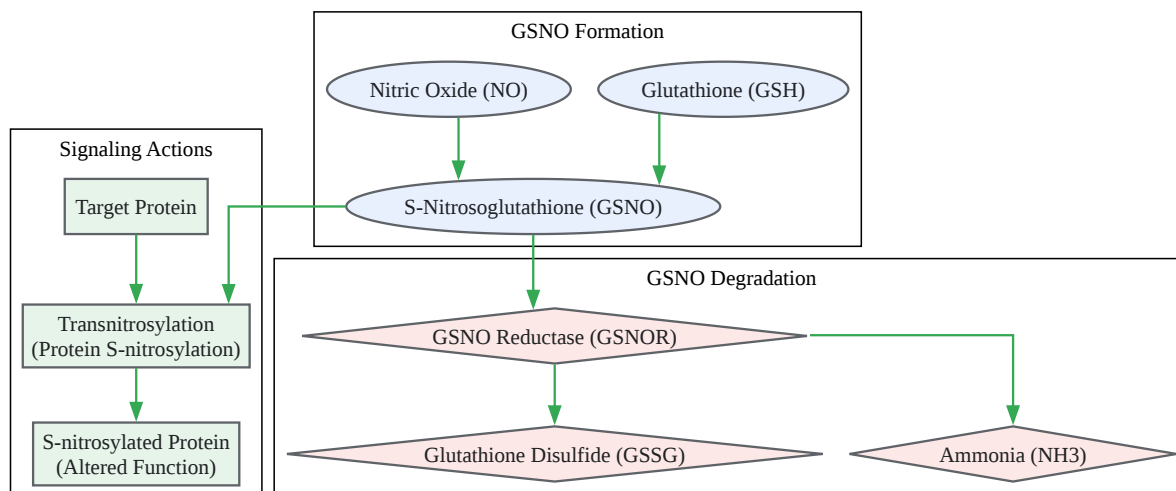 GSNO Formation
Nitric Oxide (NO)
Glutathione (GSH)
S-Nitrosoglutathione (GSNO)
Signaling Actions
Target Protein
Transnitrosylation
(Protein S-nitrosylation)
S-nitrosylated Protein
(Altered Function)
GSNO Degradation
GSNO Reductase (GSNOR)
Glutathione Disulfide (GSSG)
Ammonia (NH3)